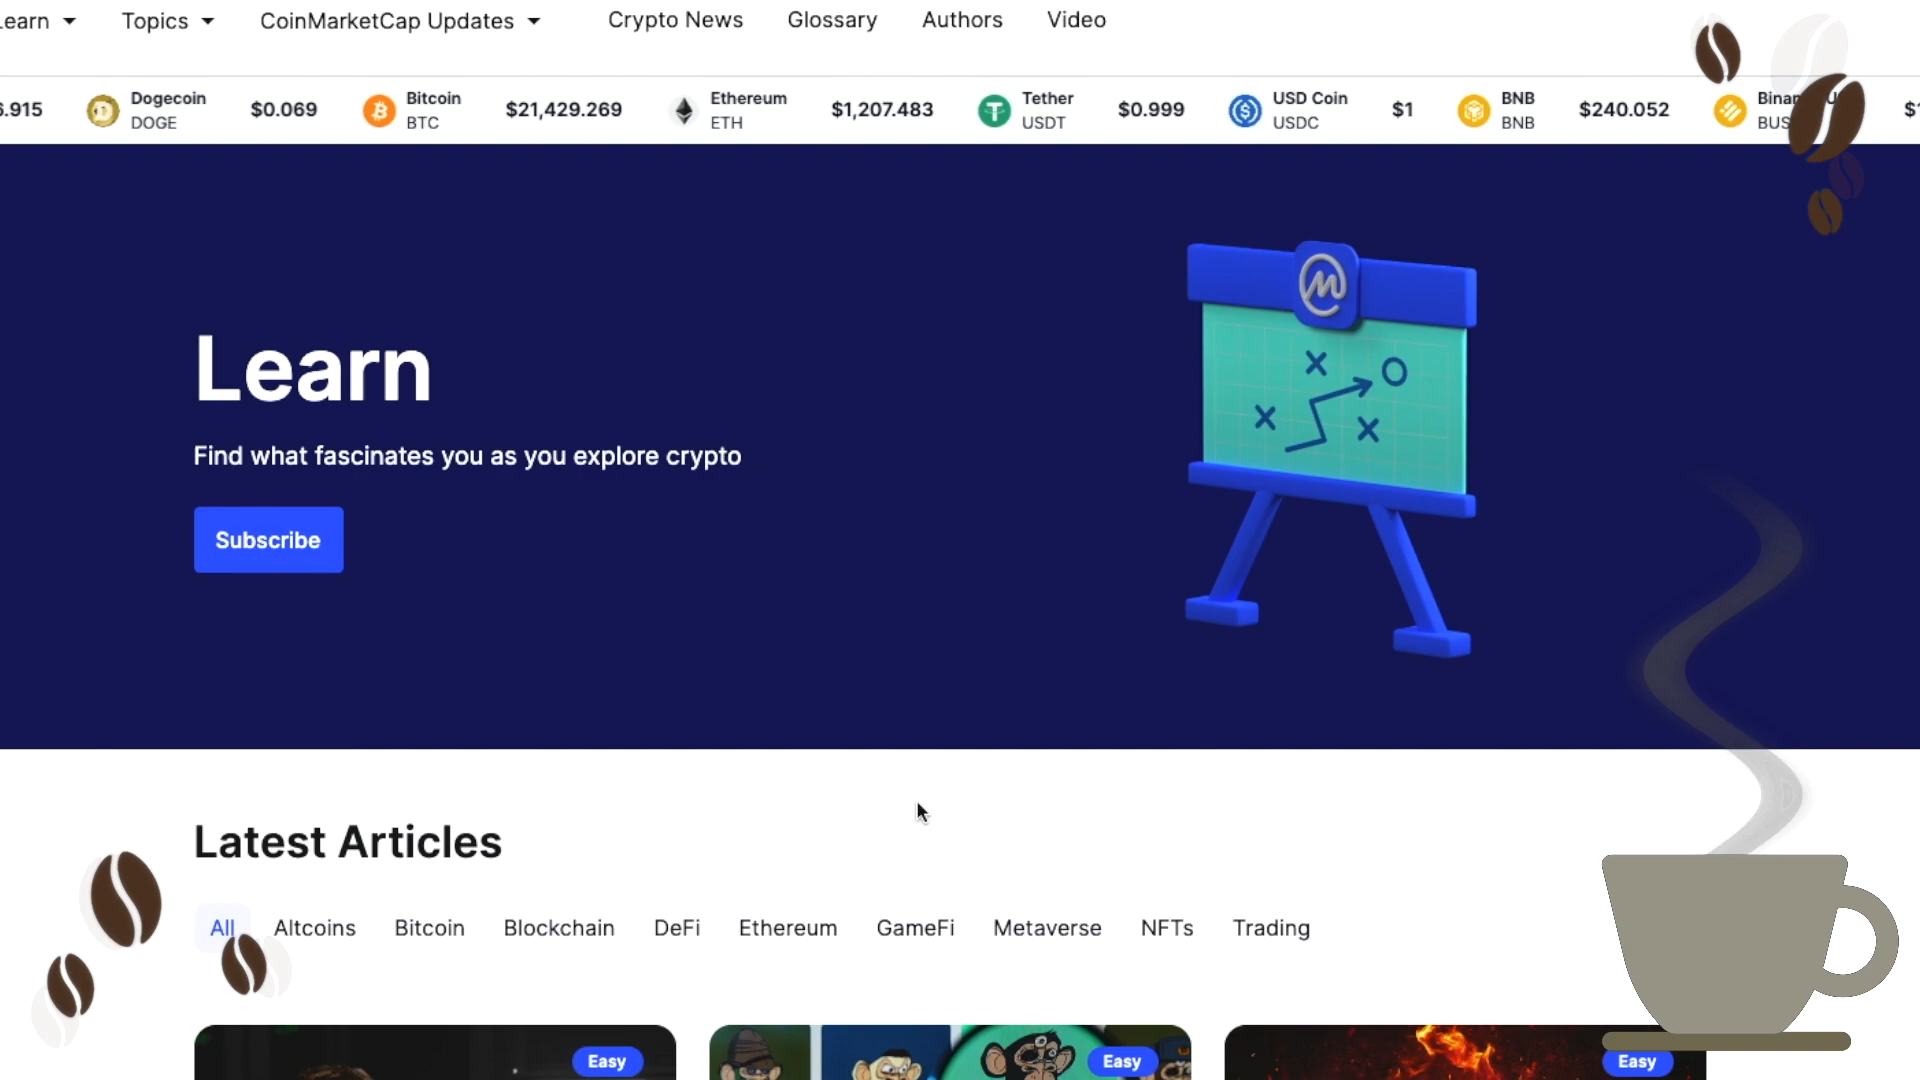 Topics
CoinMarketCap Updates
Crypto News
Glossary
Authors
Video
Dogecoin
DOGE
$0.069
Bitcoin
BTC
$21,429.269
Ethereum
ETH
$1,207.483
Tether
USDT
$0.999
USD Coin
USDC
$1
BNB
BNB
$240.052
Learn
Find what fascinates you as you explore crypto
Subscribe
Latest Articles
All
Altcoins
Bitcoin
Blockchain
DeFi
Ethereum
GameFi
Metaverse
NFTs
Trading
Easy
Easy
Easy